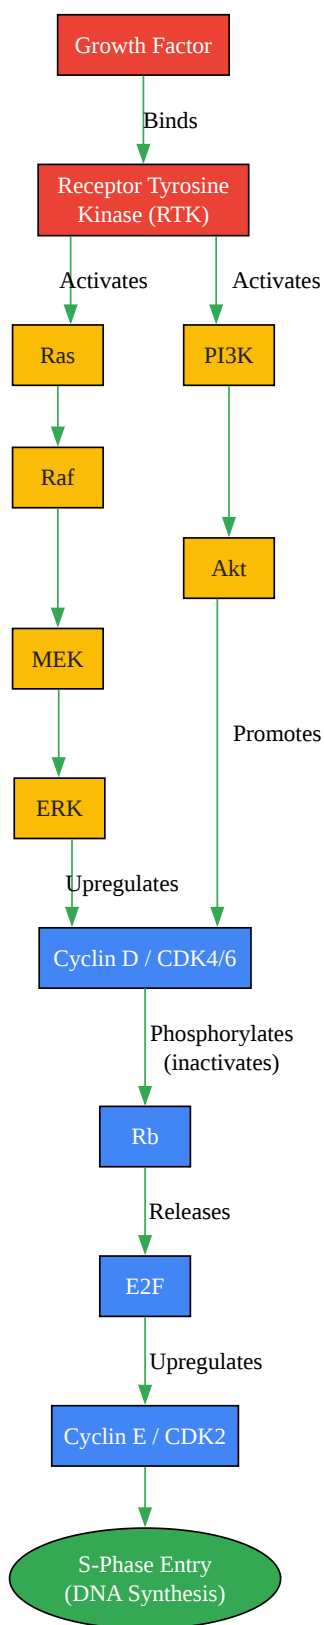 Growth Factor
Binds
Receptor Tyrosine
Kinase (RTK)
Activates
Activates
Ras
PI3K
Raf
Akt
MEK
Promotes
ERK
Upregulates
Cyclin D / CDK4/6
Phosphorylates
(inactivates)
Rb
Releases
E2F
Upregulates
Cyclin E / CDK2
S-Phase Entry
(DNA Synthesis)